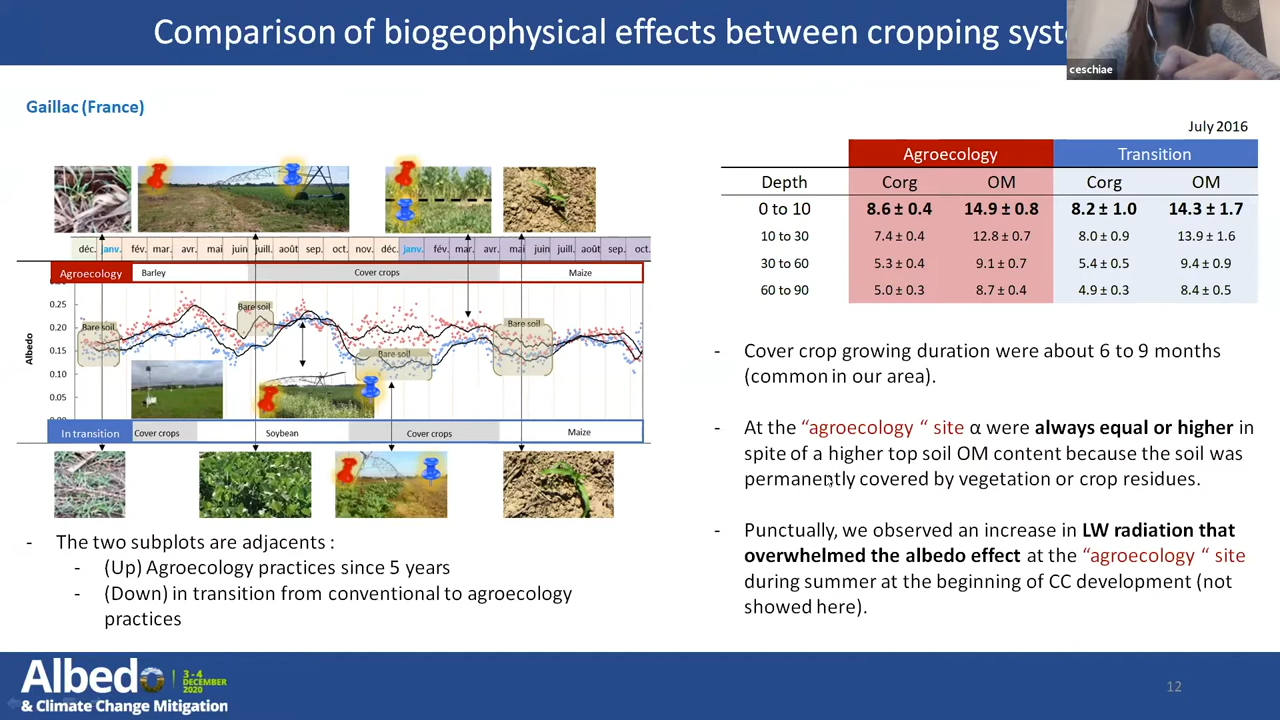 Comparison of biogeophysical effects between cropping syst
ceschiae
Gaillac (France)
déc. janv. fév. mar. avr. mai juin juill. août sep. oct. nov. déc. janv. fév. mar. avr. mai juin juill. août sep. oct.
Agroecology Barley Cover crops Maize
Albedo
0.25
0.20
0.15
0.10
0.05
Bare soil
Bare soil
Bare soil
Bare soil
In transition Cover crops Soybean Cover crops Maize
- The two subplots are adjacents :
- (Up) Agroecology practices since 5 years
- (Down) in transition from conventional to agroecology
practices
July 2016
Agroecology Transition
Depth Corg OM Corg OM
0 to 10 8.6 ± 0.4 14.9 ± 0.8 8.2 ± 1.0 14.3 ± 1.7
10 to 30 7.4 ± 0.4 12.8 ± 0.7 8.0 ± 0.9 13.9 ± 1.6
30 to 60 5.3 ± 0.4 9.1 ± 0.7 5.4 ± 0.5 9.4 ± 0.9
60 to 90 5.0 ± 0.3 8.7 ± 0.4 4.9 ± 0.3 8.4 ± 0.5
- Cover crop growing duration were about 6 to 9 months
(common in our area).
- At the “agroecology “ site α were always equal or higher in
spite of a higher top soil OM content because the soil was
permanently covered by vegetation or crop residues.
- Punctually, we observed an increase in LW radiation that
overwhelmed the albedo effect at the “agroecology “ site
during summer at the beginning of CC development (not
showed here).
Albedo
3-4
DECEMBER
2020
& Climate Change Mitigation
12